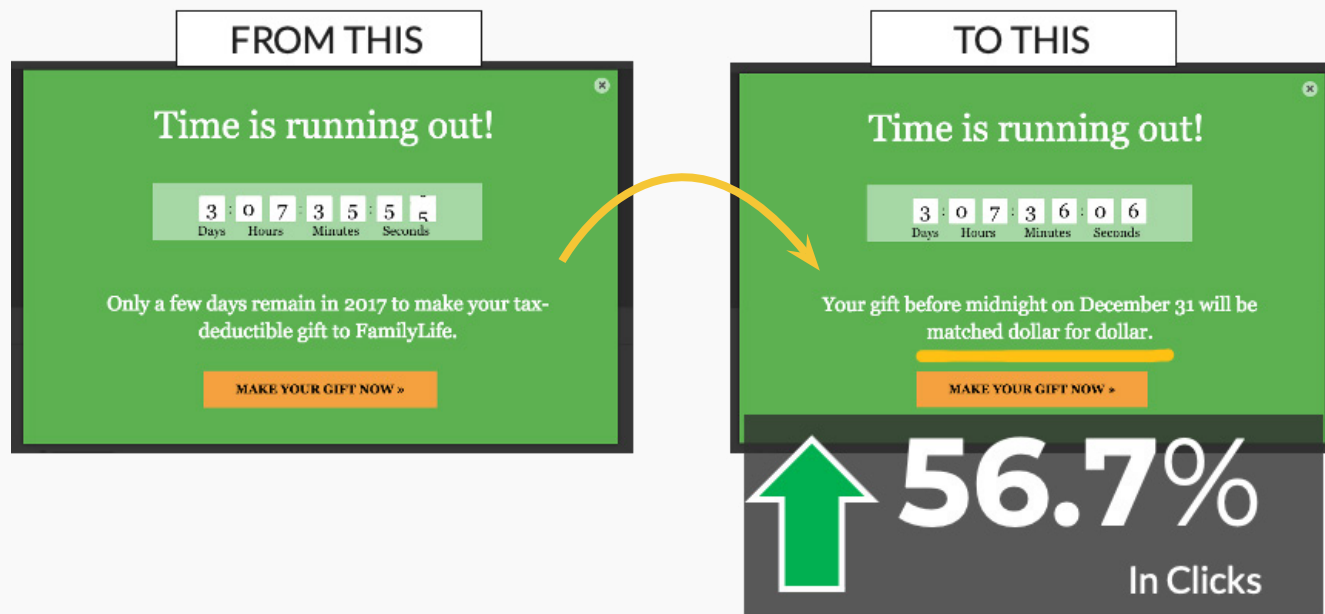 FROM THIS
Time is running out!
3 : 0 7 : 3 5 : 5 5
Days Hours Minutes Seconds
Only a few days remain in 2017 to make your tax-
deductible gift to FamilyLife.
MAKE YOUR GIFT NOW »
TO THIS
Time is running out!
3 : 0 7 : 3 6 : 0 6
Days Hours Minutes Seconds
Your gift before midnight on December 31 will be
matched dollar for dollar.
MAKE YOUR GIFT NOW »
56.7%
In Clicks